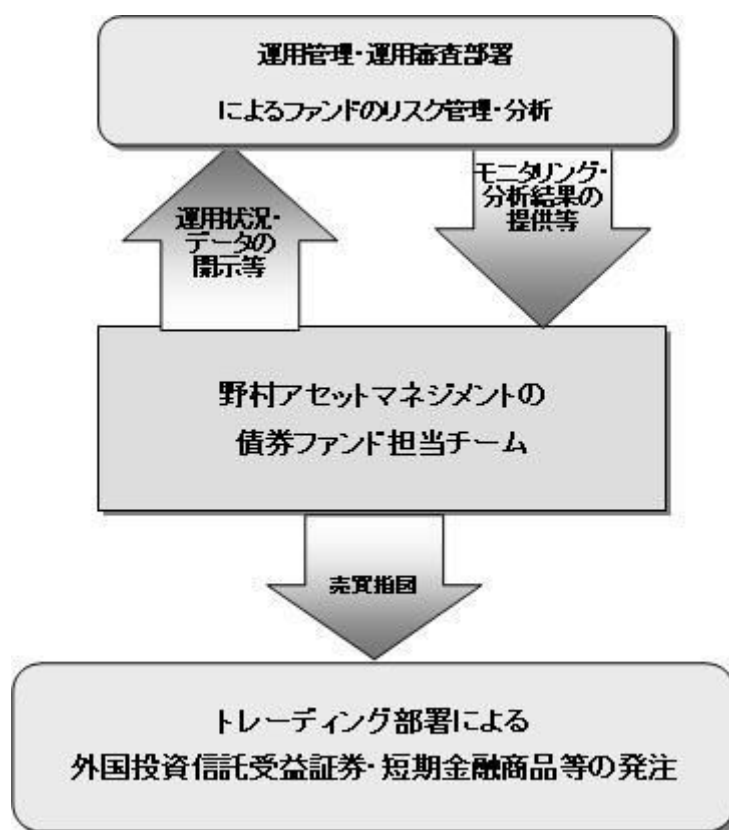 運用管理・運用審査部署
によるファンドのリスク管理・分析
運用状況・
データの
開示等
モニタリング・
分析結果の
提供等
野村アセットマネジメントの
債券ファンド担当チーム
売買指図
トレーディング部署による
外国投資信託受益証券・短期金融商品等の発注